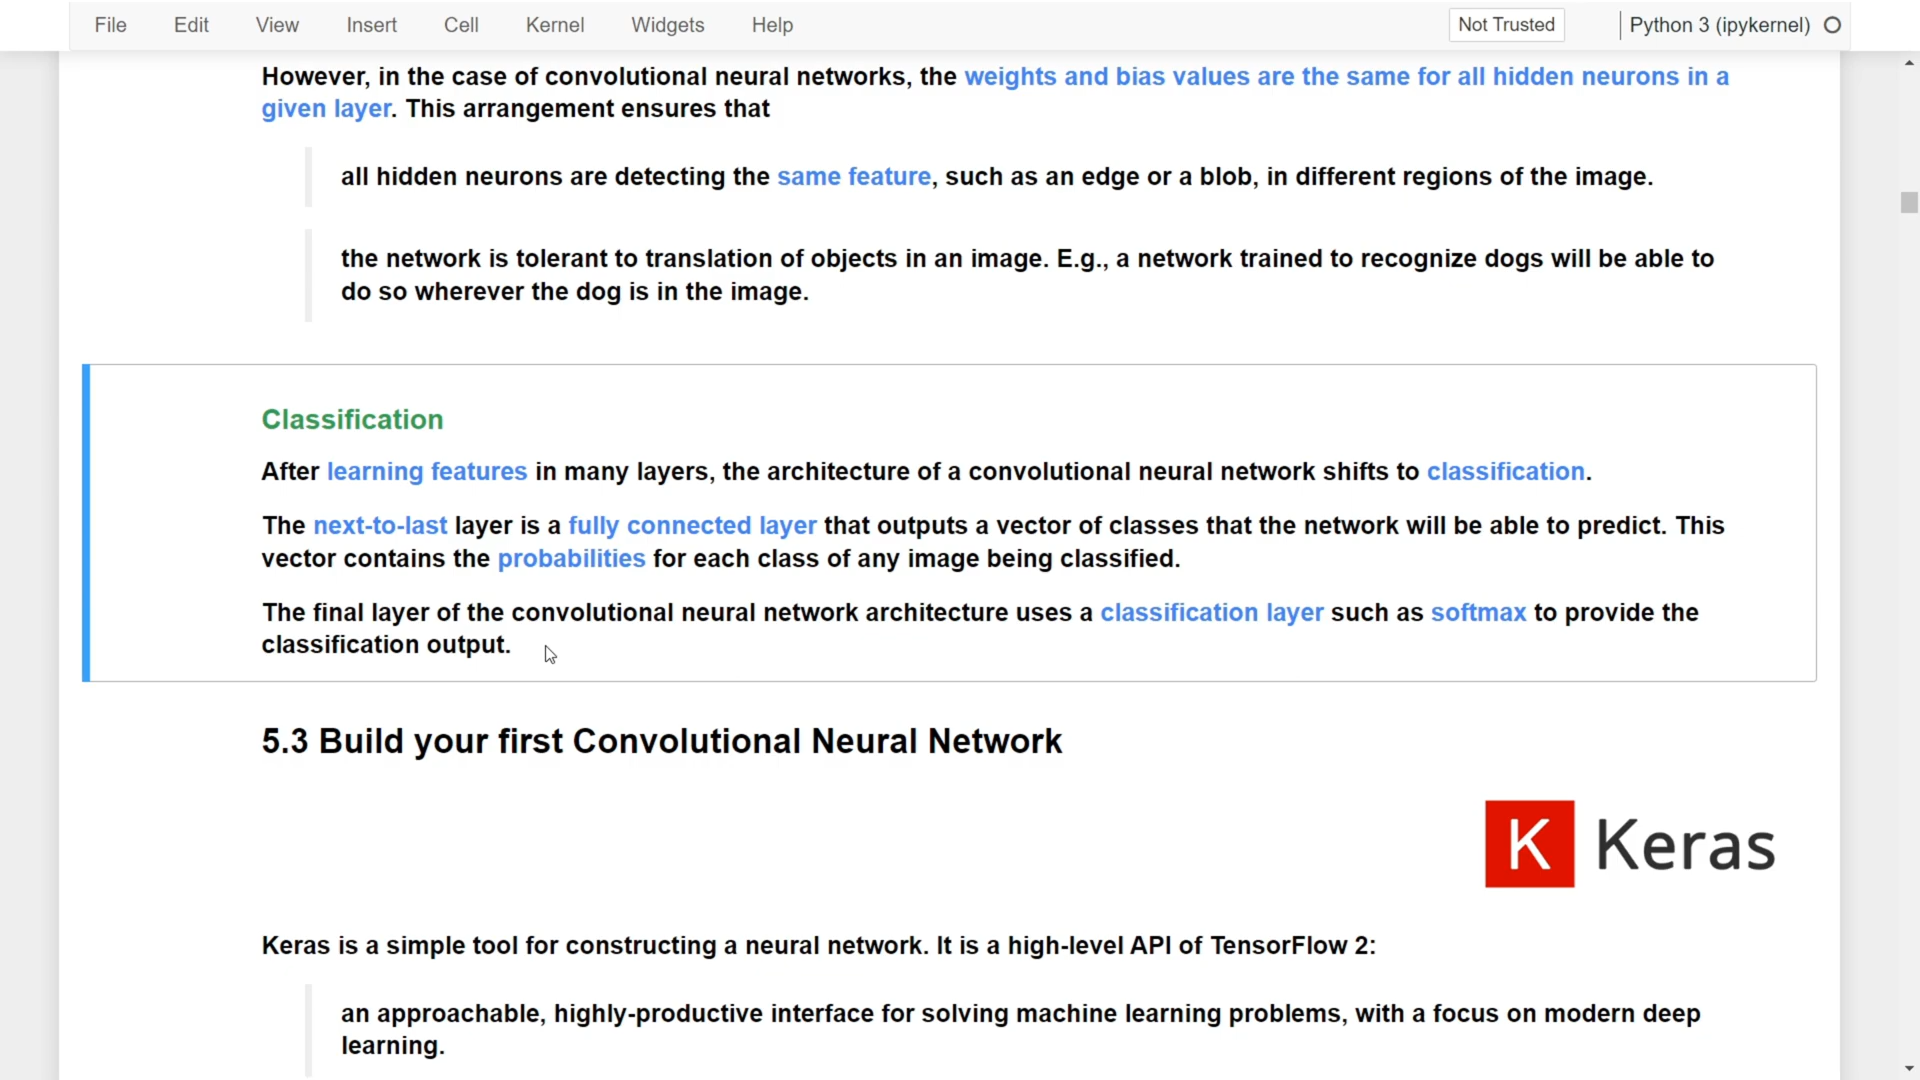 File Edit View Insert Cell Kernel Widgets Help Not Trusted Python 3 (ipykernel)
However, in the case of convolutional neural networks, the weights and bias values are the same for all hidden neurons in a
given layer. This arrangement ensures that
all hidden neurons are detecting the same feature, such as an edge or a blob, in different regions of the image.
the network is tolerant to translation of objects in an image. E.g., a network trained to recognize dogs will be able to
do so wherever the dog is in the image.
Classification
After learning features in many layers, the architecture of a convolutional neural network shifts to classification.
The next-to-last layer is a fully connected layer that outputs a vector of classes that the network will be able to predict. This
vector contains the probabilities for each class of any image being classified.
The final layer of the convolutional neural network architecture uses a classification layer such as softmax to provide the
classification output.
5.3 Build your first Convolutional Neural Network
K Keras
Keras is a simple tool for constructing a neural network. It is a high-level API of TensorFlow 2:
an approachable, highly-productive interface for solving machine learning problems, with a focus on modern deep
learning.